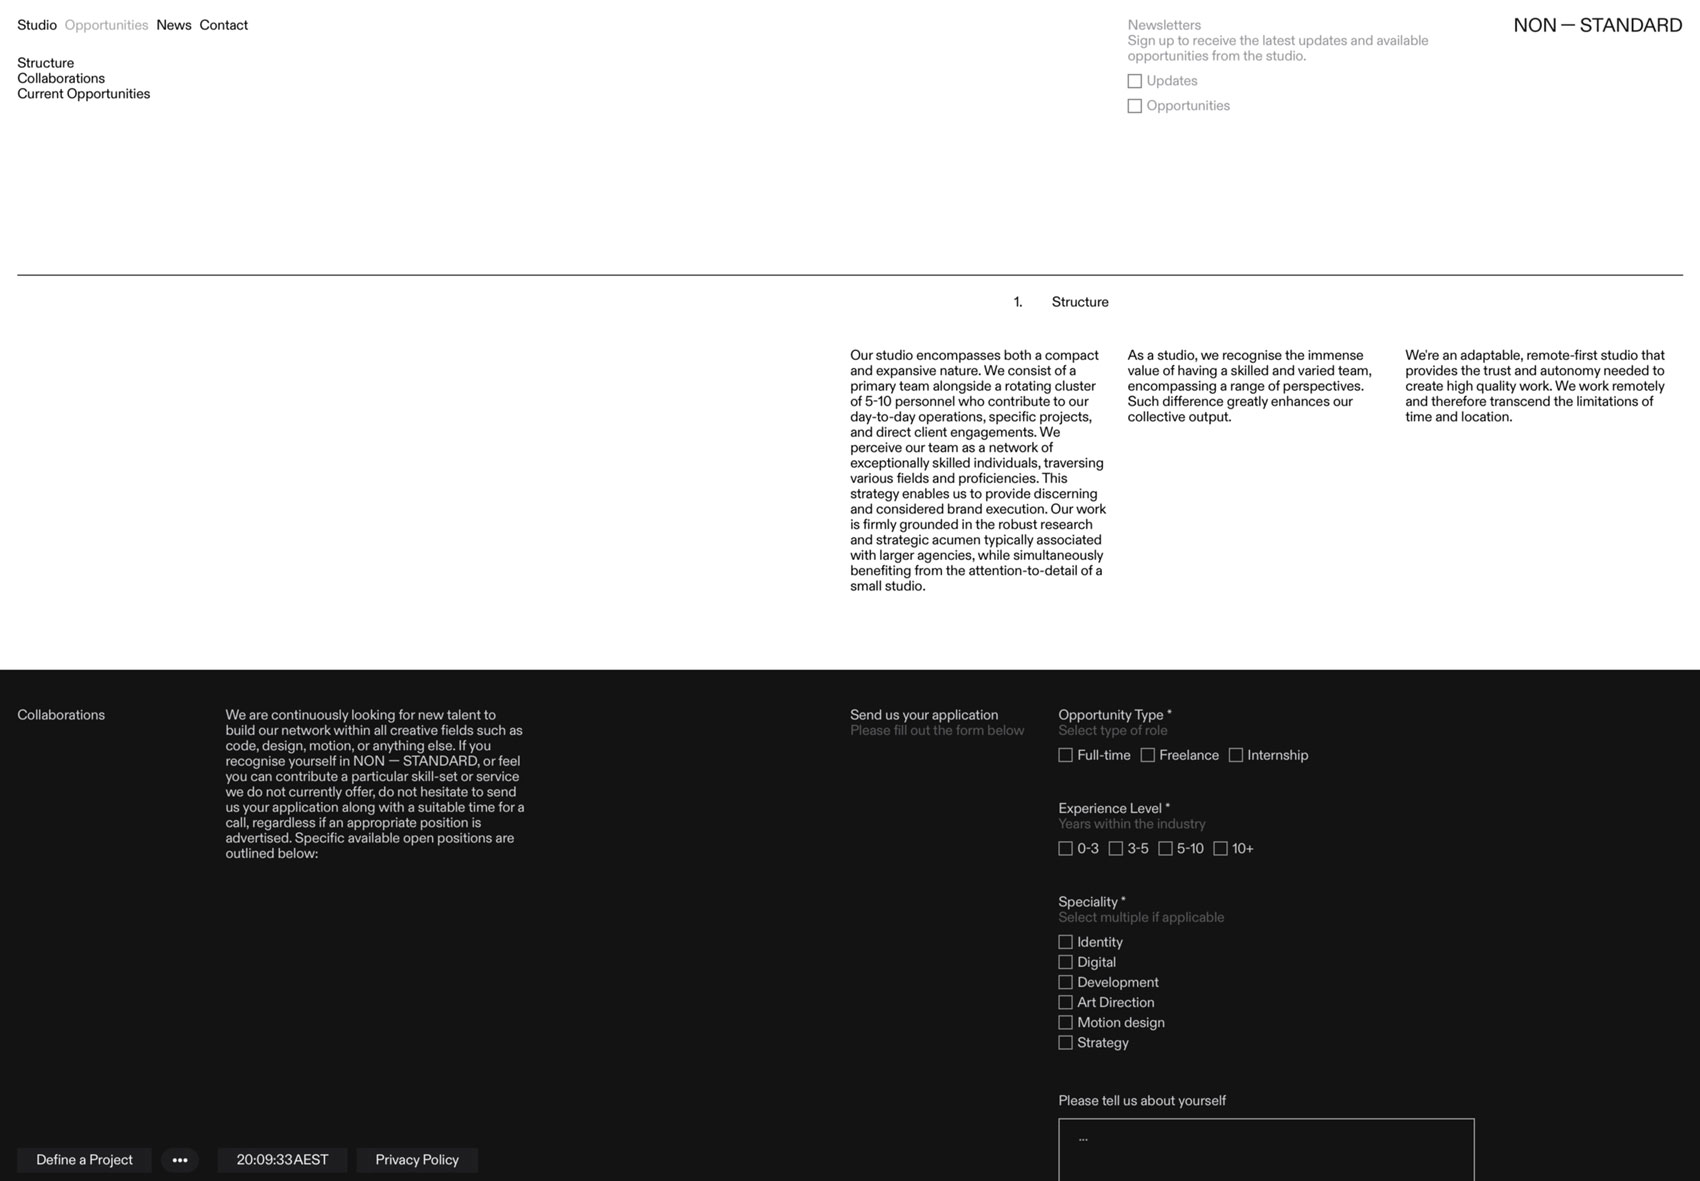 Studio Opportunities News Contact
Structure
Collaborations
Current Opportunities
Newsletters
Sign up to receive the latest updates and available
opportunities from the studio.
Updates
Opportunities
NON — STANDARD
1. Structure
Our studio encompasses both a compact
and expansive nature. We consist of a
primary team alongside a rotating cluster
of 5-10 personnel who contribute to our
day-to-day operations, specific projects,
and direct client engagements. We
perceive our team as a network of
exceptionally skilled individuals, traversing
various fields and proficiencies. This
strategy enables us to provide discerning
and considered brand execution. Our work
is firmly grounded in the robust research
and strategic acumen typically associated
with larger agencies, while simultaneously
benefiting from the attention-to-detail of a
small studio.
As a studio, we recognise the immense
value of having a skilled and varied team,
encompassing a range of perspectives.
Such difference greatly enhances our
collective output.
We're an adaptable, remote-first studio that
provides the trust and autonomy needed to
create high quality work. We work remotely
and therefore transcend the limitations of
time and location.
Collaborations
We are continuously looking for new talent to
build our network within all creative fields such as
code, design, motion, or anything else. If you
recognise yourself in NON — STANDARD, or feel
you can contribute a particular skill-set or service
we do not currently offer, do not hesitate to send
us your application along with a suitable time for a
call, regardless if an appropriate position is
advertised. Specific available open positions are
outlined below:
Send us your application
Please fill out the form below
Opportunity Type *
Select type of role
Full-time Freelance Internship
Experience Level *
Years within the industry
0-3 3-5 5-10 10+
Speciality *
Select multiple if applicable
Identity
Digital
Development
Art Direction
Motion design
Strategy
Please tell us about yourself
...
Define a Project ••• 20:09:33AEST Privacy Policy